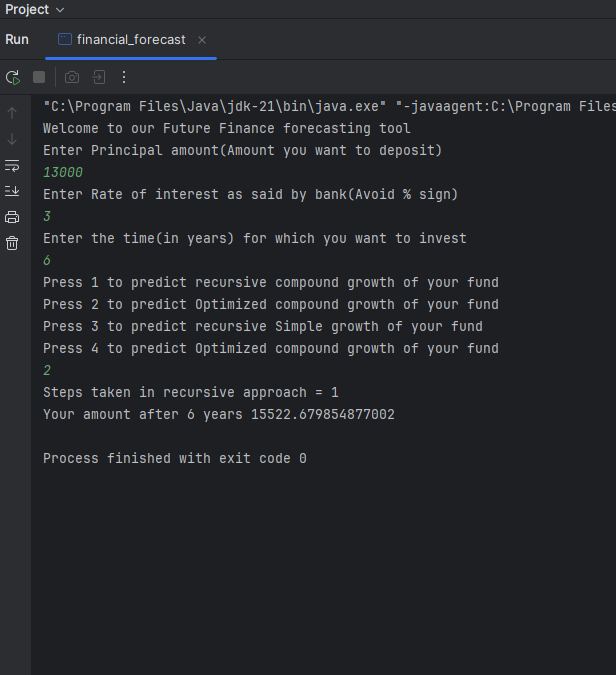 Project
Run financial_forecast
"C:\Program Files\Java\jdk-21\bin\java.exe" "-javaagent:C:\Program Files
Welcome to our Future Finance forecasting tool
Enter Principal amount(Amount you want to deposit)
13000
Enter Rate of interest as said by bank(Avoid % sign)
3
Enter the time(in years) for which you want to invest
6
Press 1 to predict recursive compound growth of your fund
Press 2 to predict Optimized compound growth of your fund
Press 3 to predict recursive Simple growth of your fund
Press 4 to predict Optimized compound growth of your fund
2
Steps taken in recursive approach = 1
Your amount after 6 years 15522.679854877002
Process finished with exit code 0